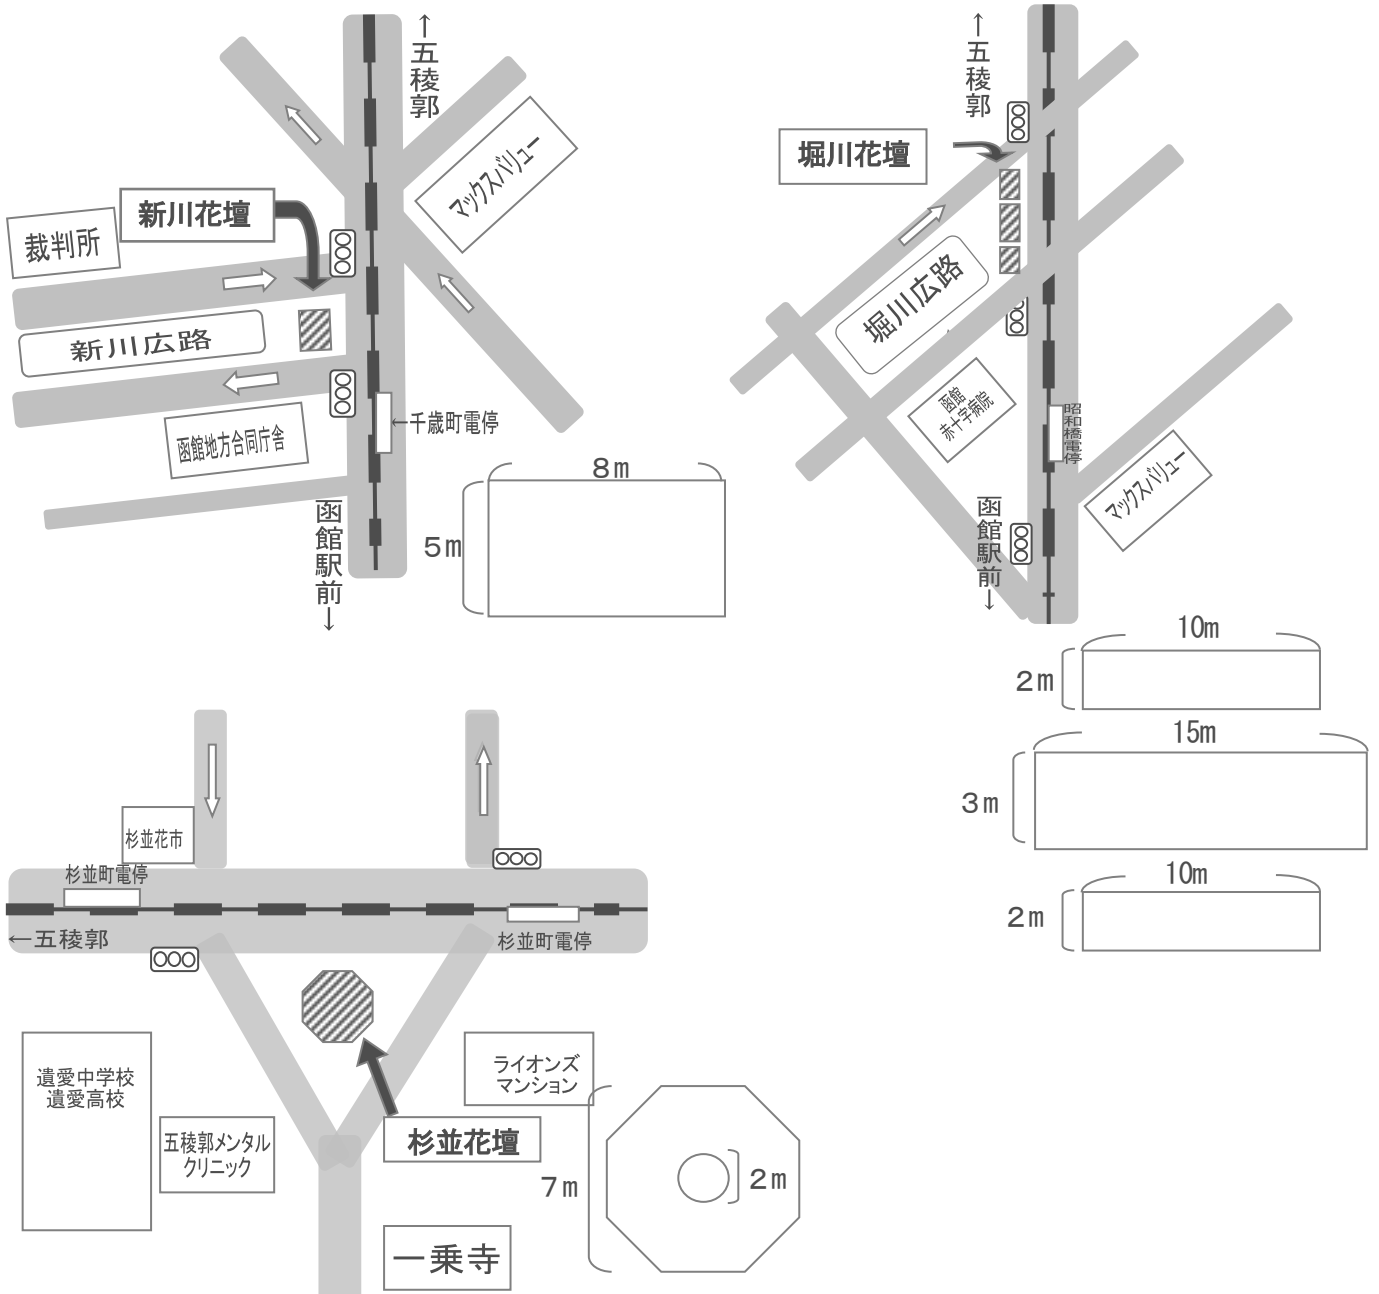 ↑五稜郭
マックスバリュー
新川花壇
裁判所
新川広路
函館地方合同庁舎
←千歳町電停
函館駅前↓
8m
5m
↑五稜郭
堀川花壇
堀川広路
函館
赤十字病院
昭和橋電停
マックスバリュー
函館駅前↓
10m
2m
15m
3m
10m
2m
杉並花市
杉並町電停
←五稜郭
杉並町電停
遺愛中学校
遺愛高校
五稜郭メンタル
クリニック
ライオンズ
マンション
杉並花壇
一乗寺
7m
2m